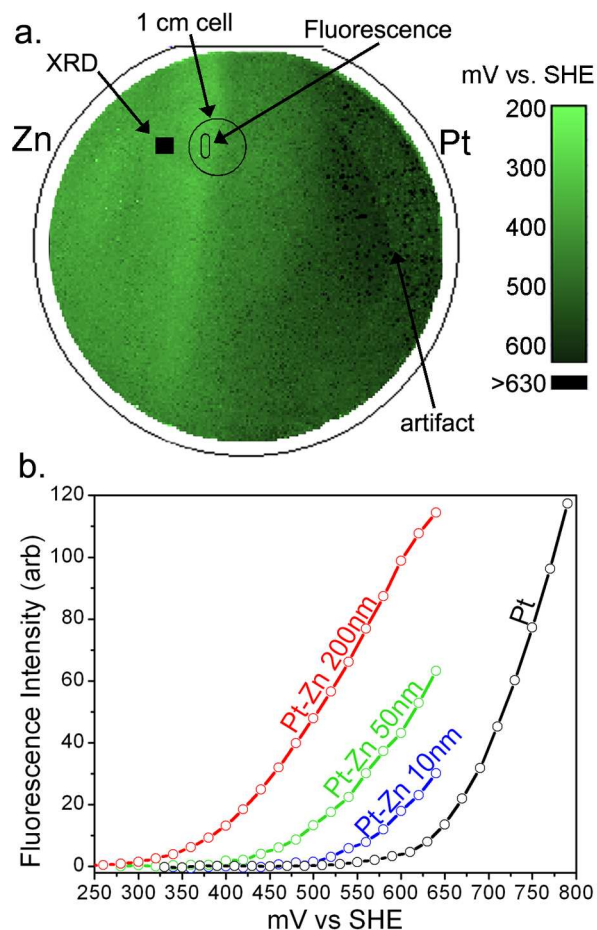 a.
1 cm cell
Fluorescence
XRD
mV vs. SHE
Zn
Pt
200
300
400
500
600
>630
artifact
b.
120
100
80
60
40
20
0
Fluorescence Intensity (arb)
Pt-Zn 200nm
Pt-Zn 50nm
Pt-Zn 10nm
Pt
250 300 350 400 450 500 550 600 650 700 750 800
mV vs SHE